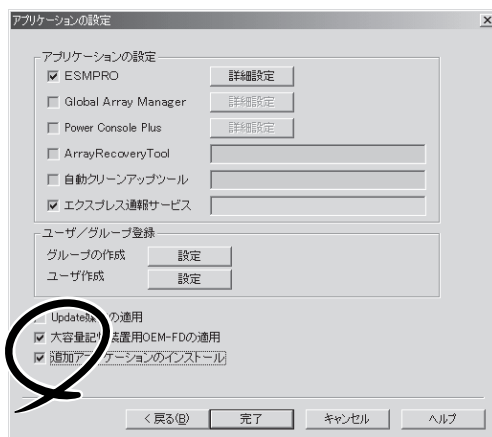 アプリケーションの設定
アプリケーションの設定
ESMPRO 詳細設定
Global Array Manager 詳細設定
Power Console Plus 詳細設定
ArrayRecoveryTool
自動クリーンアップツール
エクスプレス通報サービス
ユーザ/グループ登録
グループの作成 設定
ユーザ作成 設定
Update の適用
大容量記憶装置用OEM-FDの適用
追加アプリケーションのインストール
< 戻る(B) 完了 キャンセル ヘルプ